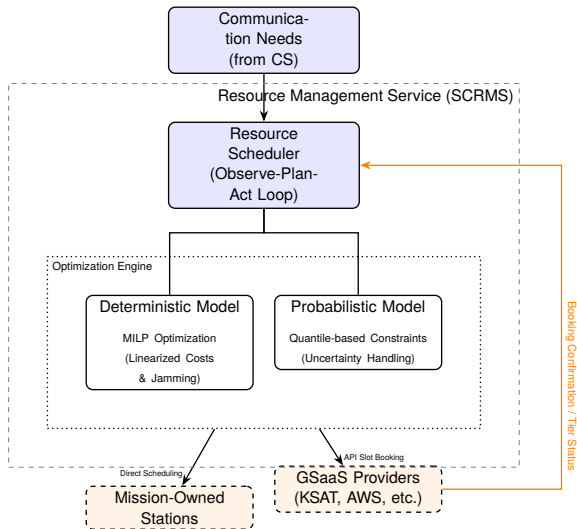 Communica-
tion Needs
(from CS)
Resource Management Service (SCRMS)
Resource
Scheduler
(Observe-Plan-
Act Loop)
Optimization Engine
Deterministic Model
MILP Optimization
(Linearized Costs
& Jamming)
Probabilistic Model
Quantile-based Constraints
(Uncertainty Handling)
Booking Confirmation / Tier Status
Direct Scheduling
API Slot Booking
Mission-Owned
Stations
GSaaS Providers
(KSAT, AWS, etc.)